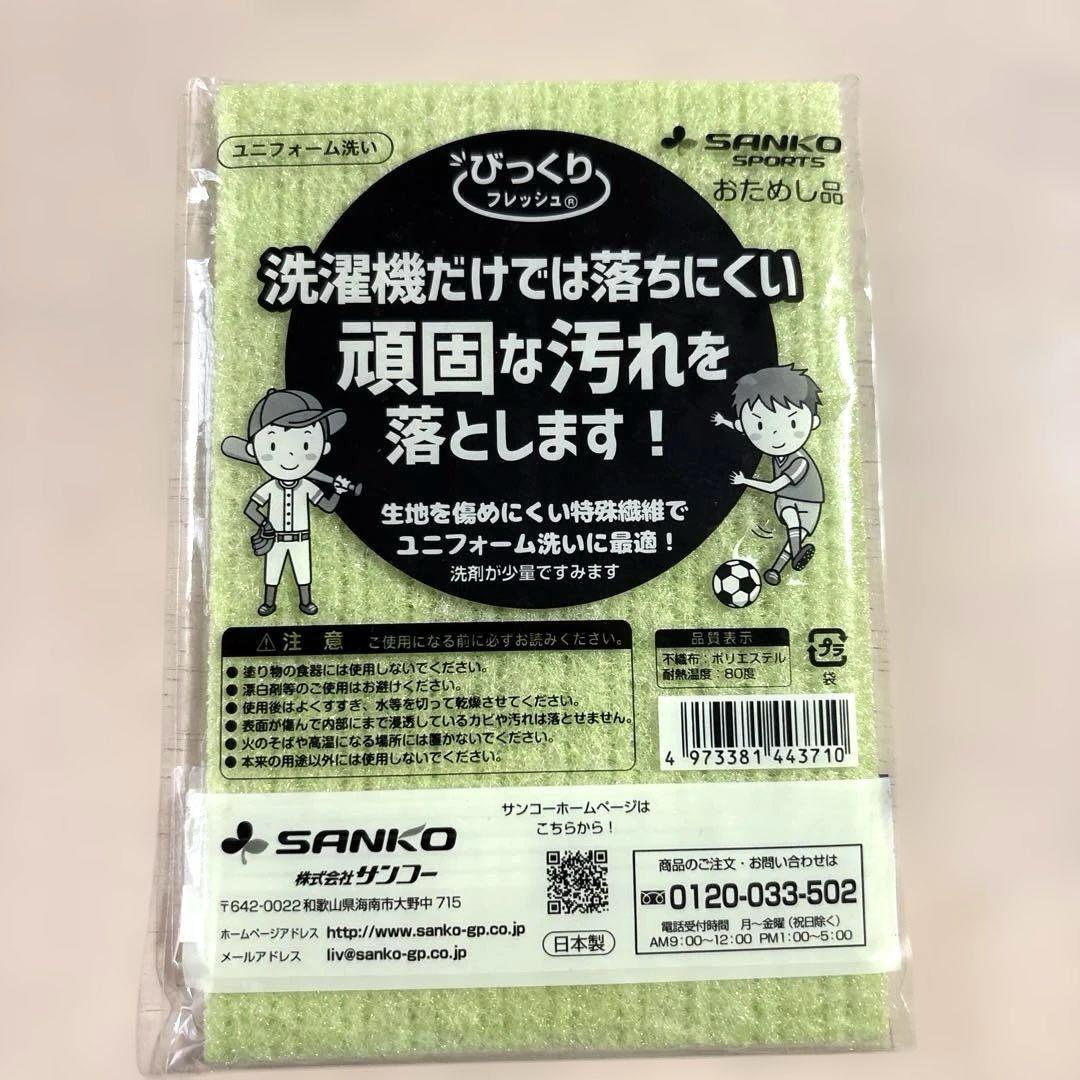 ユニフォーム洗い
びっくり
フレッシュ®
SANKO
SPORTS
おためし品
洗濯機だけでは落ちにくい
頑固な汚れを
落とします！
生地を傷めにくい特殊繊維で
ユニフォーム洗いに最適！
洗剤が少量ですみます
注意 ご使用になる前に必ずお読みください。
● 塗り物の食器には使用しないでください。
● 漂白剤等のご使用はお避けください。
● 使用後はよくすすぎ、水等を切って乾燥させてください。
● 表面が傷んで内部にまで浸透しているカビや汚れは落とせません。
● 火のそばや高温になる場所には置かないでください。
● 本来の用途以外には使用しないでください。
品質表示
不織布：ポリエステル
耐熱温度：80度
プラ
袋
4 973381 443710
SANKO
株式会社サンコー
〒642-0022 和歌山県海南市大野中 715
ホームページアドレス http://www.sanko-gp.co.jp
メールアドレス liv@sanko-gp.co.jp
サンコーホームページは
こちらから！
日本製
商品のご注文・お問い合わせは
0120-033-502
電話受付時間 月〜金曜（祝日除く）
AM9：00〜12：00 PM1：00〜5：00